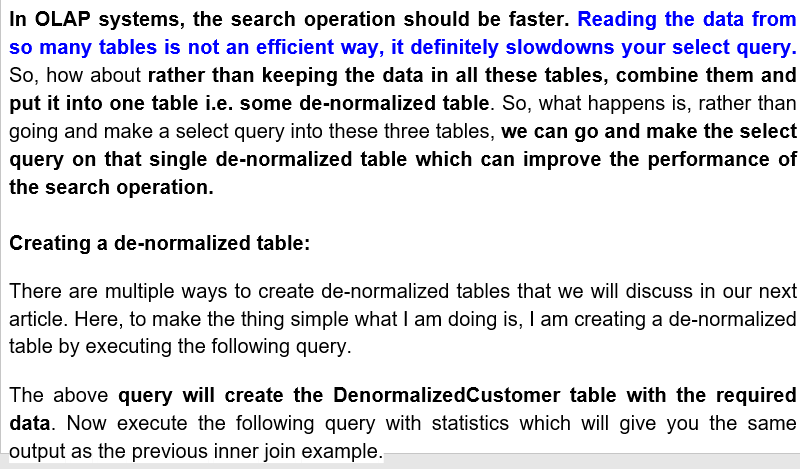 In OLAP systems, the search operation should be faster. Reading the data from
so many tables is not an efficient way, it definitely slowdowns your select query.
So, how about rather than keeping the data in all these tables, combine them and
put it into one table i.e. some de-normalized table. So, what happens is, rather than
going and make a select query into these three tables, we can go and make the select
query on that single de-normalized table which can improve the performance of
the search operation.
Creating a de-normalized table:
There are multiple ways to create de-normalized tables that we will discuss in our next
article. Here, to make the thing simple what I am doing is, I am creating a de-normalized
table by executing the following query.
The above query will create the DenormalizedCustomer table with the required
data. Now execute the following query with statistics which will give you the same
output as the previous inner join example.